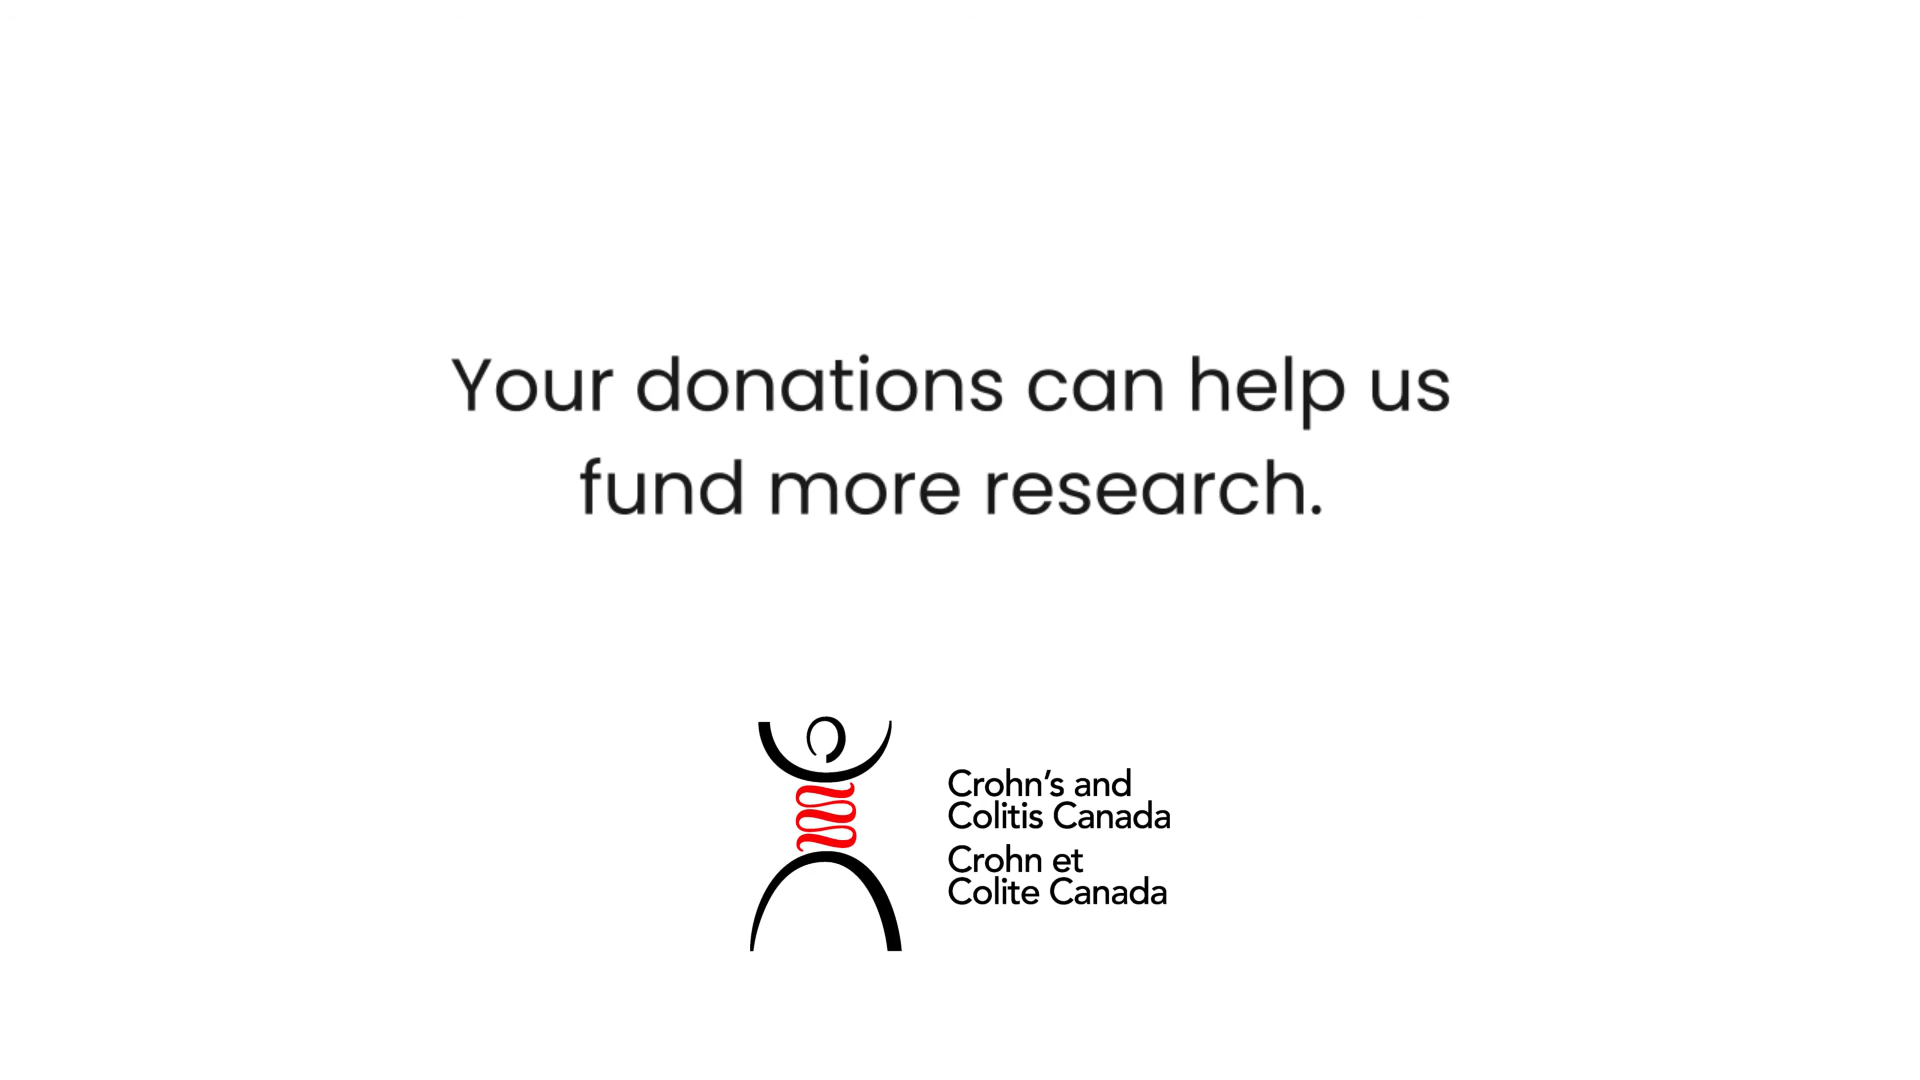 Your donations can help us
fund more research.
Crohn’s and
Colitis Canada
Crohn et
Colite Canada